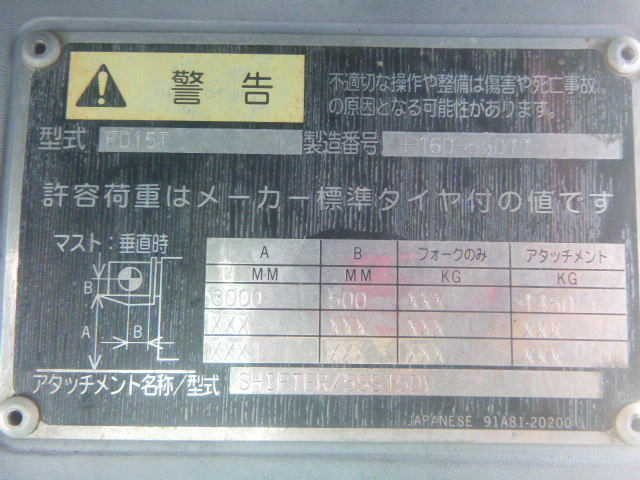 警告
不適切な操作や整備は傷害や死亡事故
の原因となる可能性があります。
型式 FD15T 製造番号
許容荷重はメーカー標準タイヤ付の値です
マスト:垂直時
A B フォークのみ アタッチメント
MM MM KG KG
B 3000 500 XXX 1450
A B XXX XXX XXX XXX
XXX XXX XXX XXX
アタッチメント名称/型式
JAPANESE 91A81-20200